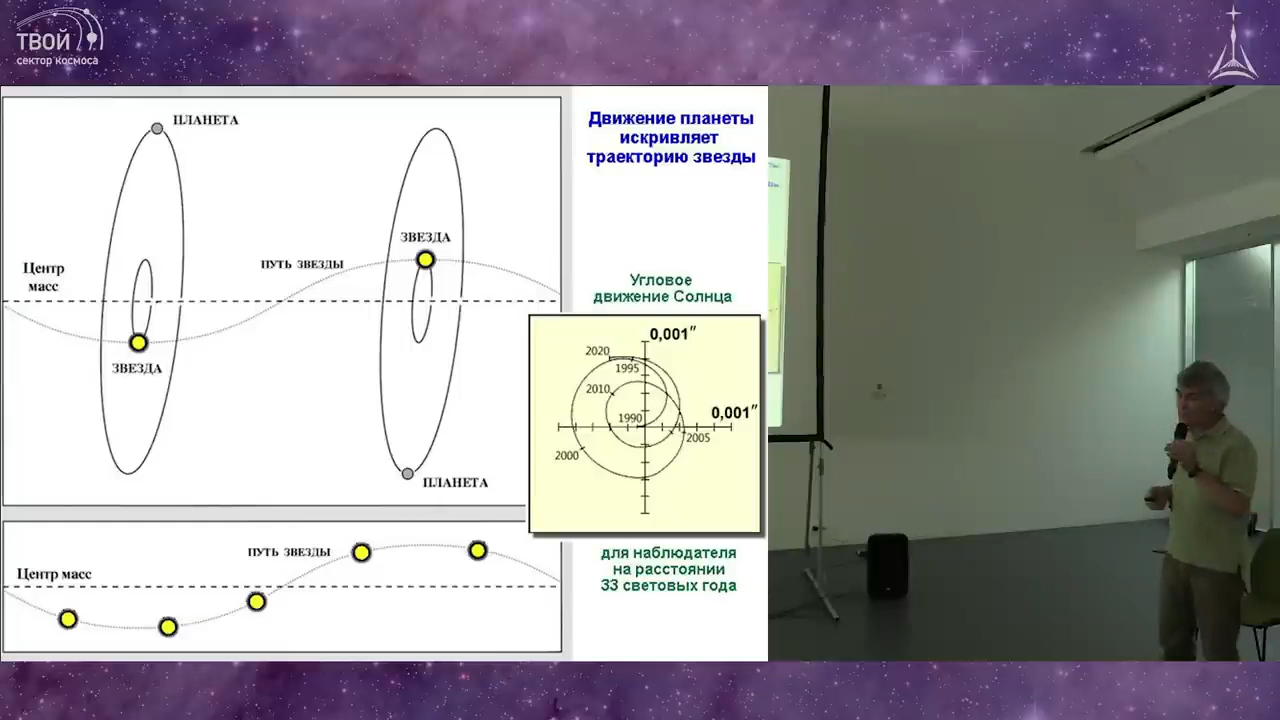 ТВОЙ
сектор космоса
ПЛАНЕТА
ЗВЕЗДА
ПУТЬ ЗВЕЗДЫ
Центр
масс
ЗВЕЗДА
ПЛАНЕТА
ПУТЬ ЗВЕЗДЫ
Центр масс
Движение планеты
искривляет
траекторию звезды
Угловое
движение Солнца
0,001″
2020
1995
2010
0,001″
1990
2005
2000
для наблюдателя
на расстоянии
33 световых года